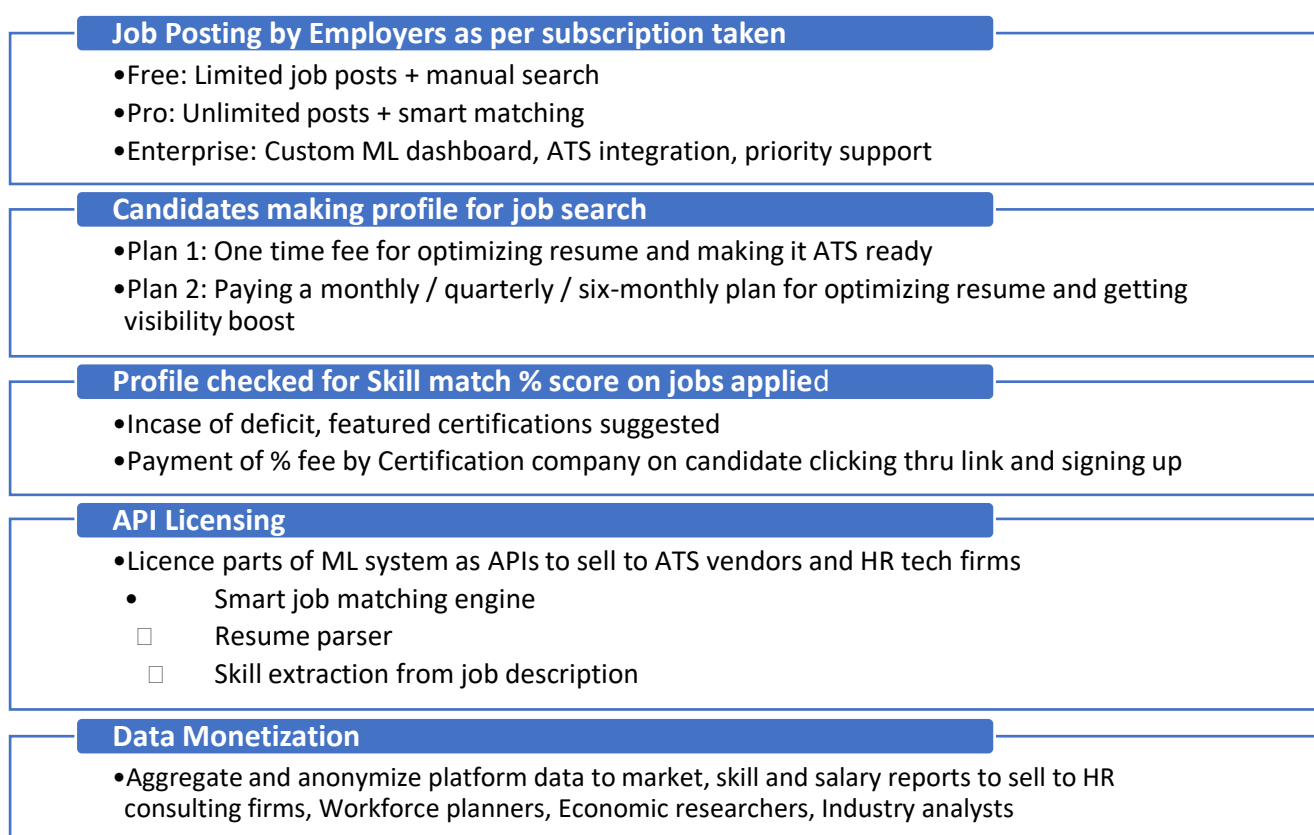 Job Posting by Employers as per subscription taken
•Free: Limited job posts + manual search
•Pro: Unlimited posts + smart matching
•Enterprise: Custom ML dashboard, ATS integration, priority support
Candidates making profile for job search
•Plan 1: One time fee for optimizing resume and making it ATS ready
•Plan 2: Paying a monthly / quarterly / six-monthly plan for optimizing resume and getting
visibility boost
Profile checked for Skill match % score on jobs applied
•Incase of deficit, featured certifications suggested
•Payment of % fee by Certification company on candidate clicking thru link and signing up
API Licensing
•Licence parts of ML system as APIs to sell to ATS vendors and HR tech firms
• Smart job matching engine
□ Resume parser
□ Skill extraction from job description
Data Monetization
•Aggregate and anonymize platform data to market, skill and salary reports to sell to HR
consulting firms, Workforce planners, Economic researchers, Industry analysts